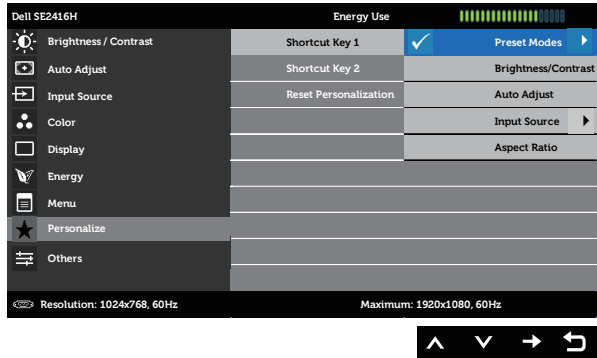 Dell SE2416H Energy Use
Brightness / Contrast Shortcut Key 1 Preset Modes
Auto Adjust Shortcut Key 2 Brightness/Contrast
Input Source Reset Personalization Auto Adjust
Color Input Source
Display Aspect Ratio
Energy
Menu
Personalize
Others
Resolution: 1024x768, 60Hz Maximum: 1920x1080, 60Hz